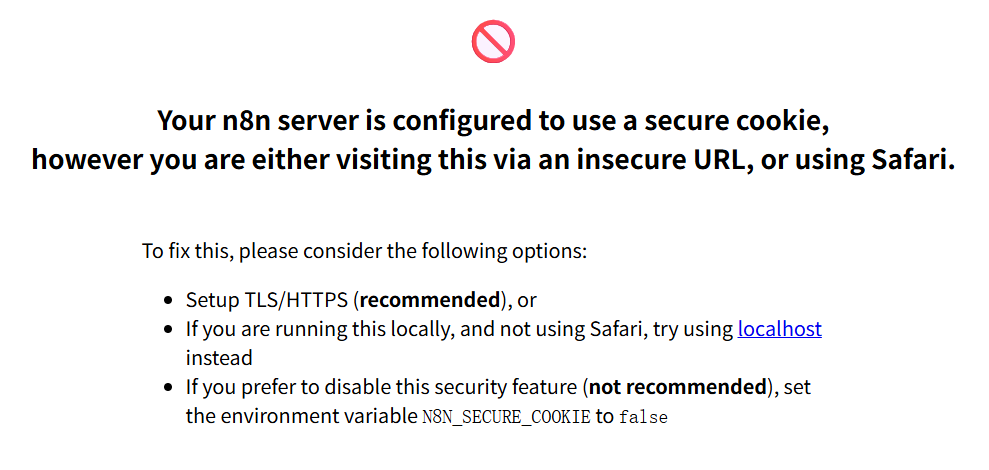 Your n8n server is configured to use a secure cookie,
however you are either visiting this via an insecure URL, or using Safari.
To fix this, please consider the following options:
• Setup TLS/HTTPS (recommended), or
• If you are running this locally, and not using Safari, try using localhost
instead
• If you prefer to disable this security feature (not recommended), set
the environment variable N8N_SECURE_COOKIE to false